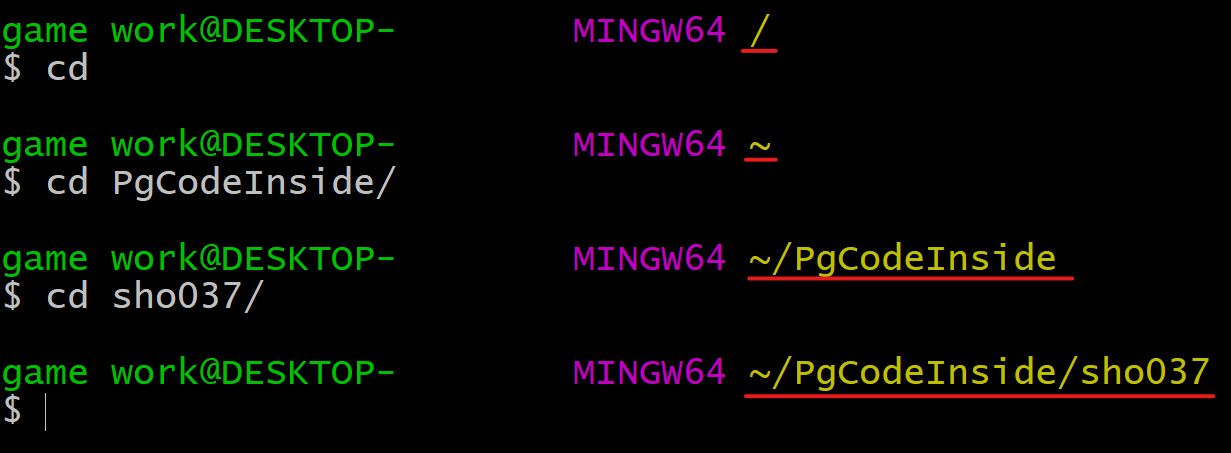 game work@DESKTOP- MINGW64 /
$ cd
game work@DESKTOP- MINGW64 ~
$ cd PgCodeInside/
game work@DESKTOP- MINGW64 ~/PgCodeInside
$ cd sho037/
game work@DESKTOP- MINGW64 ~/PgCodeInside/sho037
$